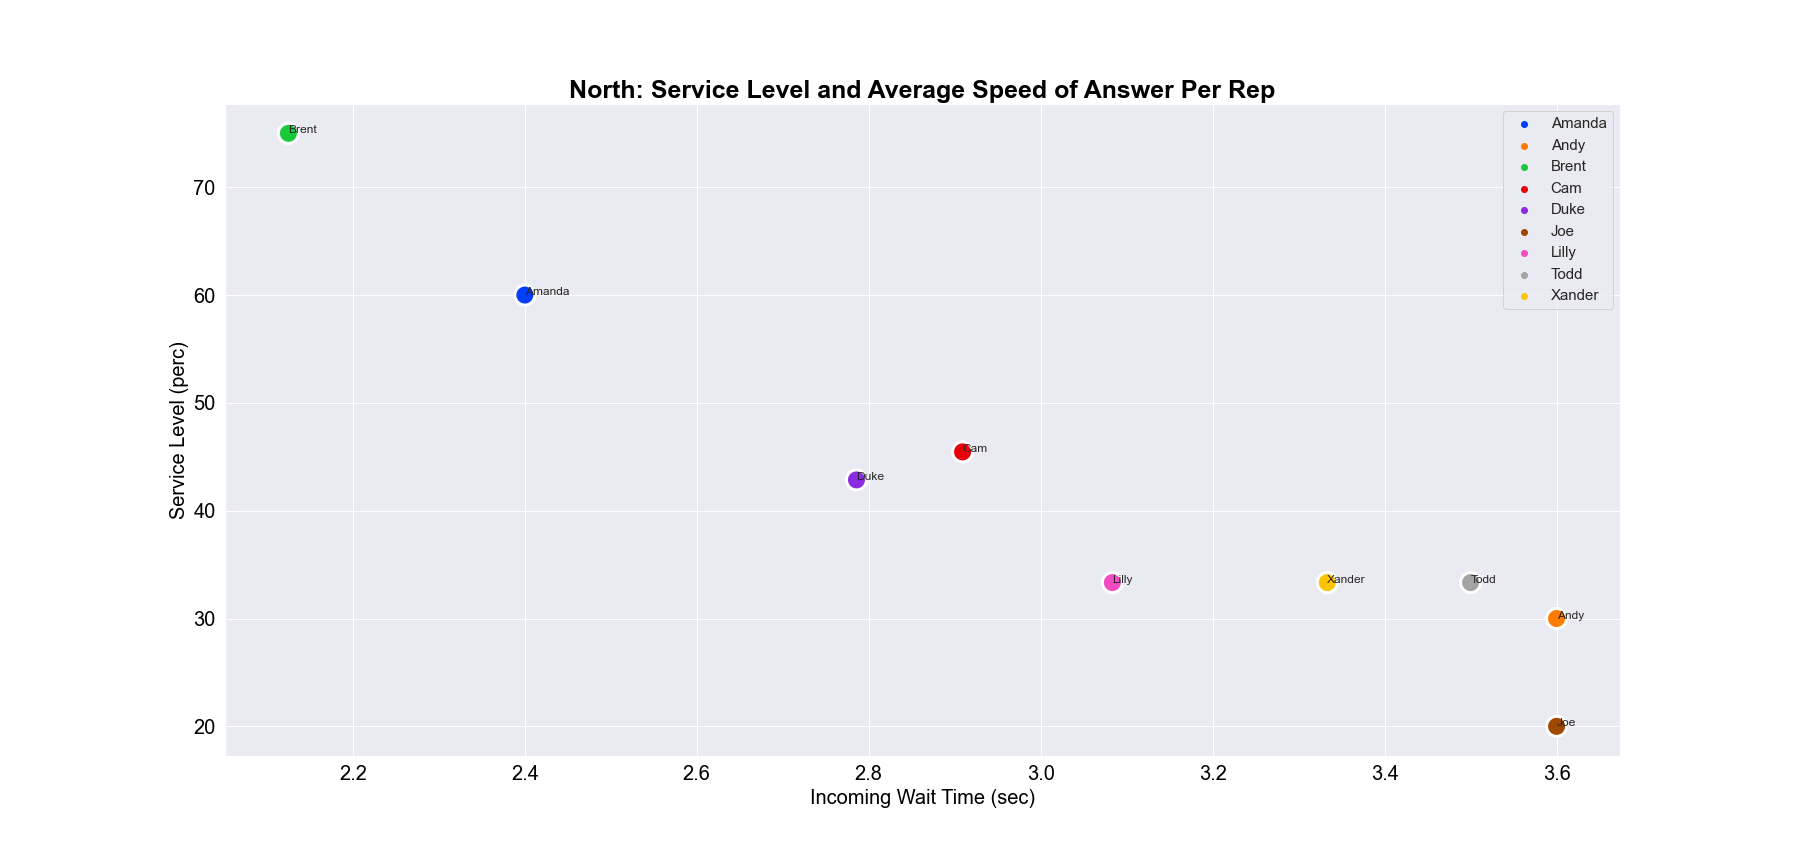 North: Service Level and Average Speed of Answer Per Rep
Brent
Amanda
Cam
Duke
Lilly
Xander
Todd
Andy
Joe
Amanda
Andy
Brent
Cam
Duke
Joe
Lilly
Todd
Xander
Service Level (perc)
70
60
50
40
30
20
2.2 2.4 2.6 2.8 3.0 3.2 3.4 3.6
Incoming Wait Time (sec)